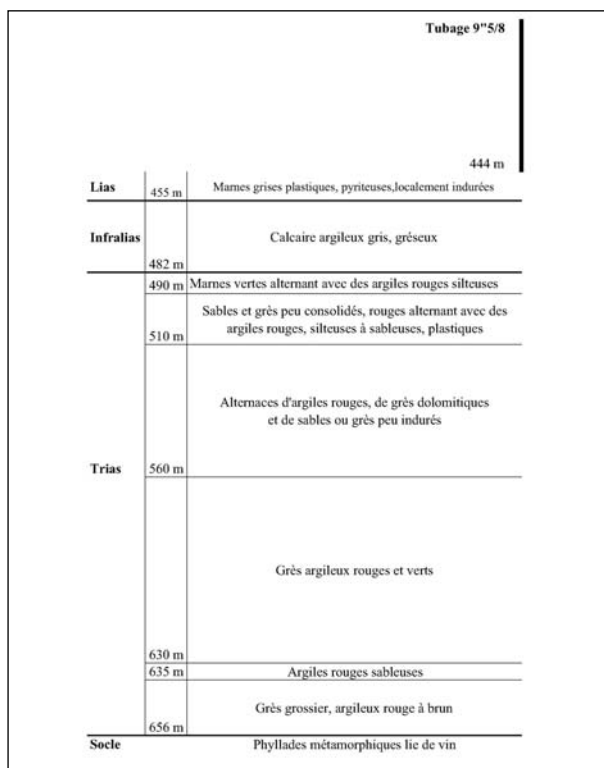 Tubage 9"5/8
444 m
Lias 455 m Marnes grises plastiques, pyriteuses,localement indurées
Infralias Calcaire argileux gris, gréseux
482 m
490 m Marnes vertes alternant avec des argiles rouges silteuses
Sables et grès peu consolidés, rouges alternant avec des
510 m argiles rouges, silteuses à sableuses, plastiques
Alternaces d'argiles rouges, de grès dolomitiques
et de sables ou grès peu indurés
Trias 560 m
Grès argileux rouges et verts
630 m
635 m Argiles rouges sableuses
Grès grossier, argileux rouge à brun
656 m
Socle Phyllades métamorphiques lie de vin